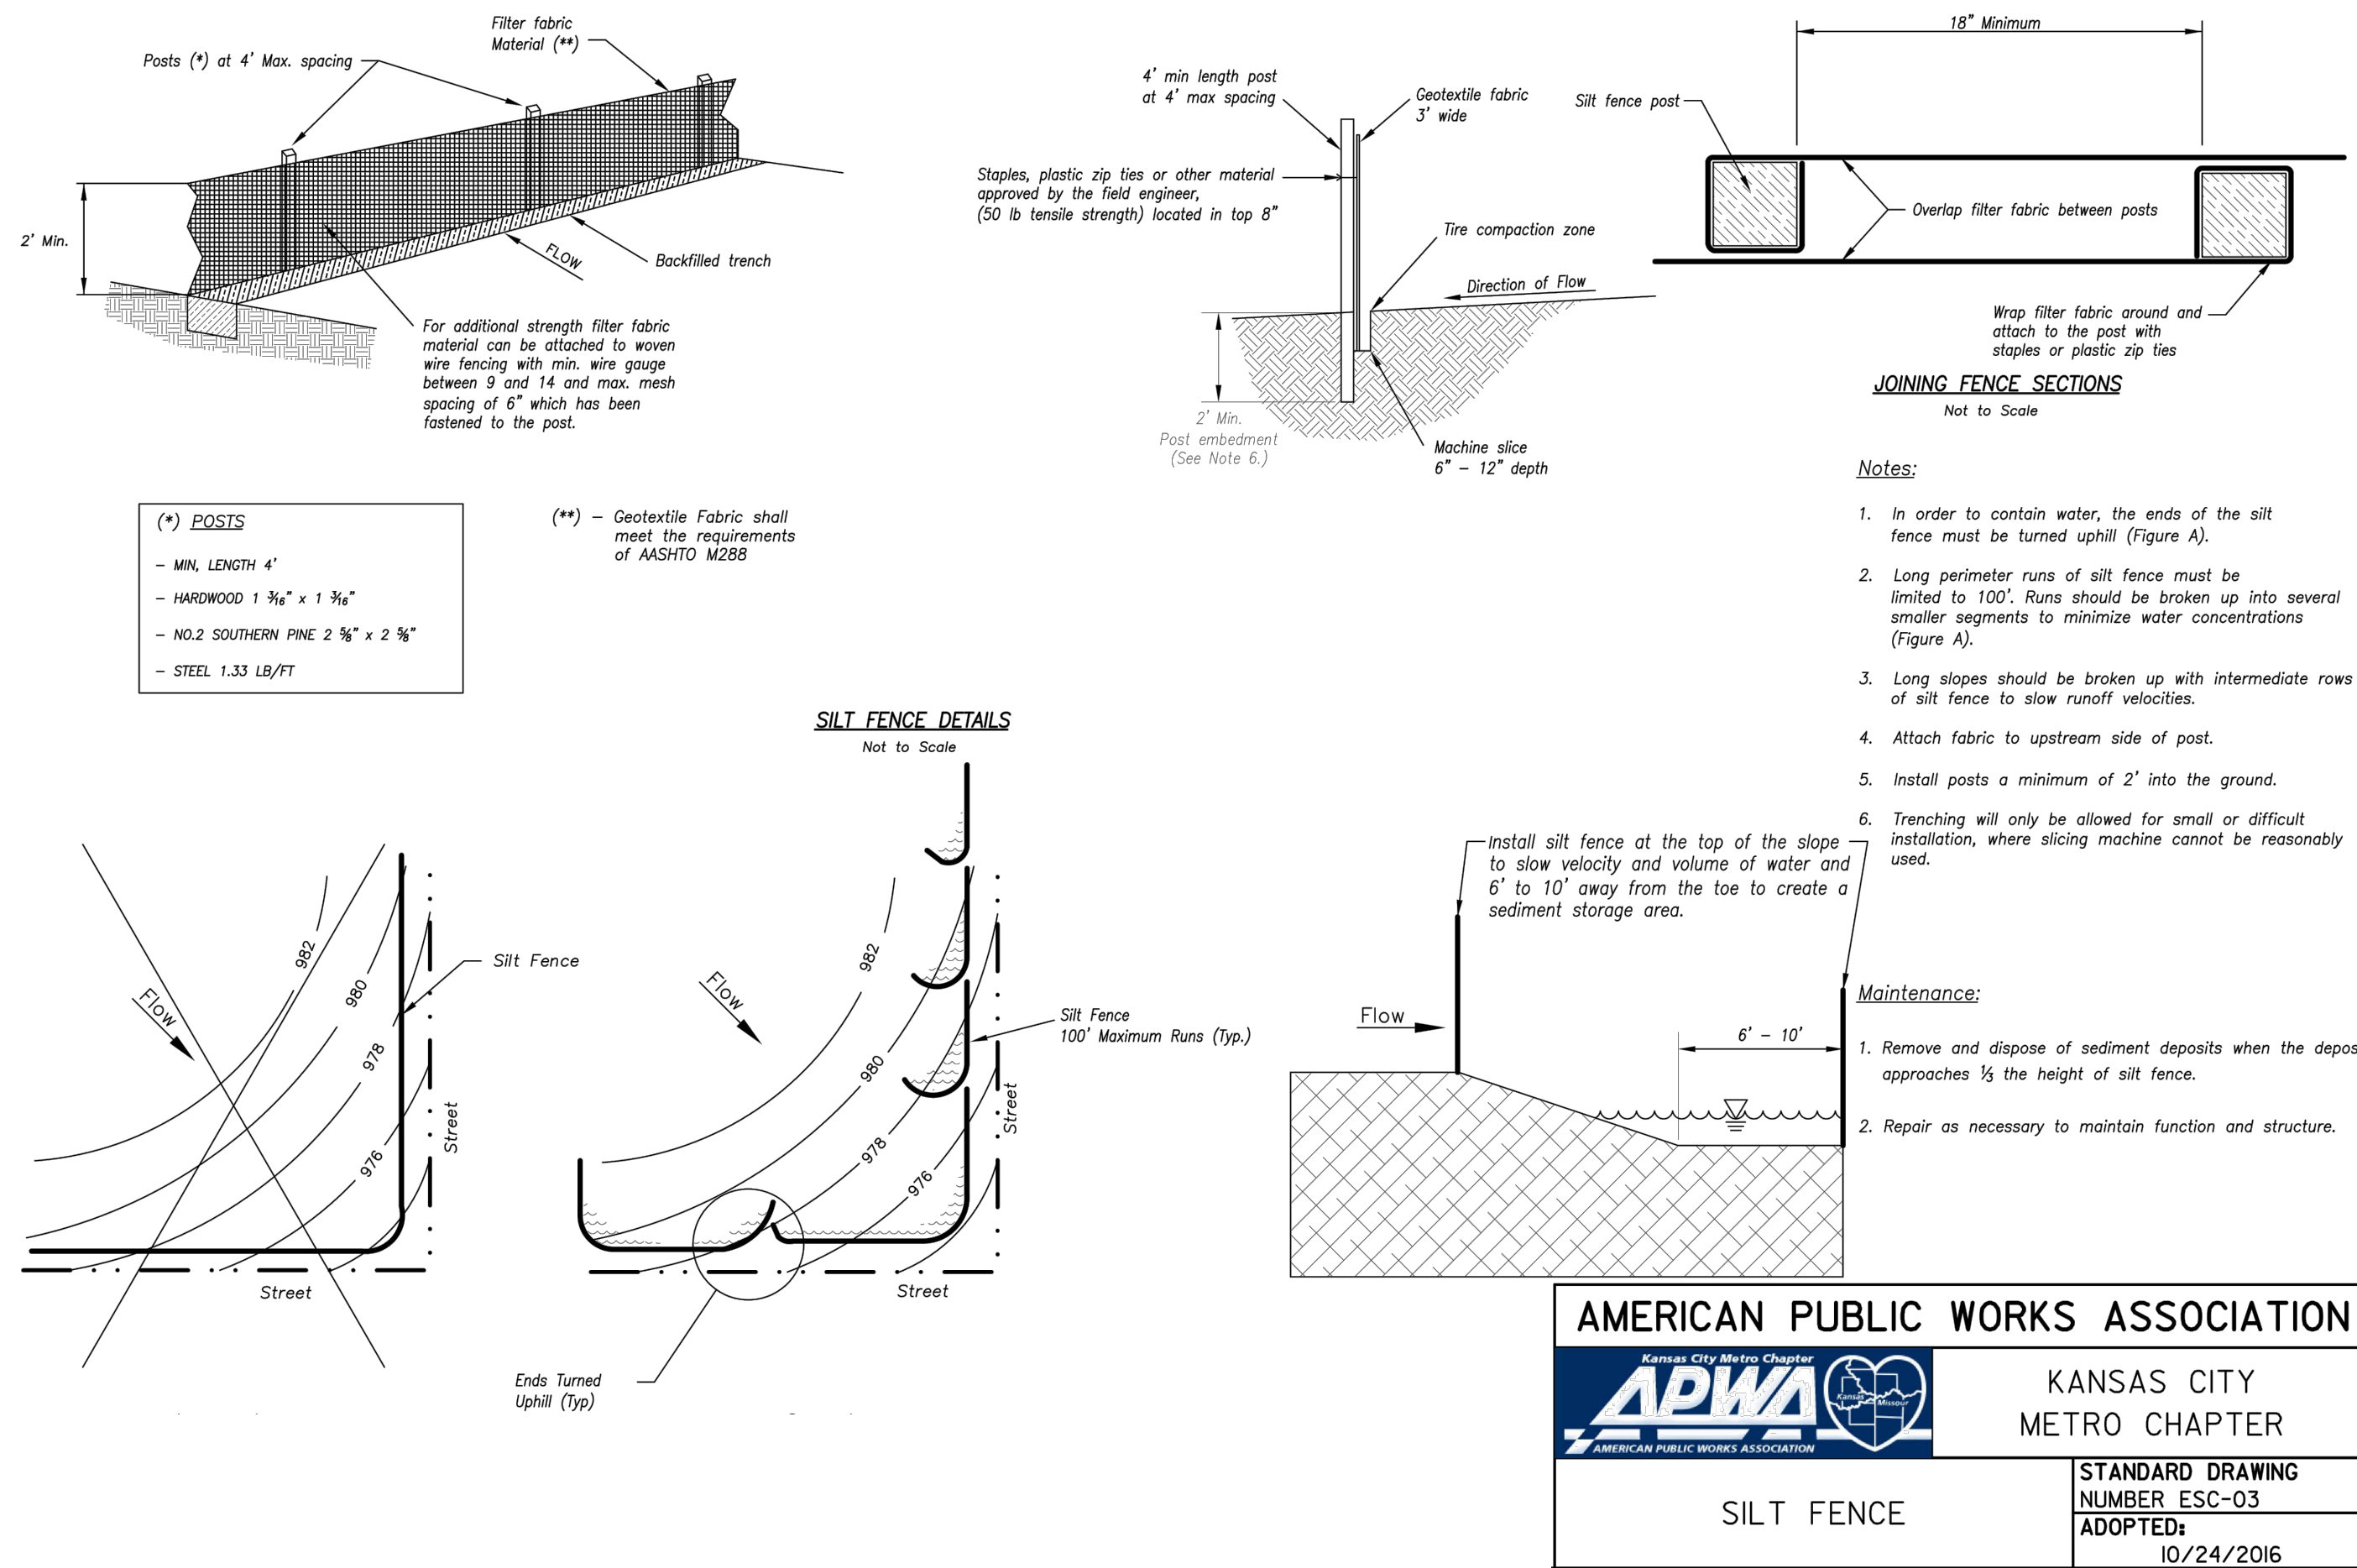 Filter fabric
Material (**)
Posts (*) at 4' Max. spacing
2' Min.
FLOW
Backfilled trench
For additional strength filter fabric
material can be attached to woven
wire fencing with min. wire gauge
between 9 and 14 and max. mesh
spacing of 6" which has been
fastened to the post.
4' min length post
at 4' max spacing
Geotextile fabric
3' wide
Staples, plastic zip ties or other material
approved by the field engineer,
(50 lb tensile strength) located in top 8"
Tire compaction zone
Direction of Flow
2' Min.
Post embedment
(See Note 6.)
Machine slice
6" – 12" depth
18" Minimum
Silt fence post
Overlap filter fabric between posts
Wrap filter fabric around and
attach to the post with
staples or plastic zip ties
JOINING FENCE SECTIONS
Not to Scale
(*) POSTS
– MIN, LENGTH 4'
– HARDWOOD 1 3/16" x 1 3/16"
– NO.2 SOUTHERN PINE 2 5/8" x 2 5/8"
– STEEL 1.33 LB/FT
(**) – Geotextile Fabric shall
meet the requirements
of AASHTO M288
SILT FENCE DETAILS
Not to Scale
Notes:
1. In order to contain water, the ends of the silt
fence must be turned uphill (Figure A).
2. Long perimeter runs of silt fence must be
limited to 100'. Runs should be broken up into several
smaller segments to minimize water concentrations
(Figure A).
3. Long slopes should be broken up with intermediate rows
of silt fence to slow runoff velocities.
4. Attach fabric to upstream side of post.
5. Install posts a minimum of 2' into the ground.
6. Trenching will only be allowed for small or difficult
installation, where slicing machine cannot be reasonably
used.
982
980
978
976
Flow
Silt Fence
Street
Street
982
980
978
976
Flow
Silt Fence
100' Maximum Runs (Typ.)
Street
Street
Ends Turned
Uphill (Typ)
Install silt fence at the top of the slope
to slow velocity and volume of water and
6' to 10' away from the toe to create a
sediment storage area.
Flow
6' – 10'
Maintenance:
1. Remove and dispose of sediment deposits when the depos
approaches 1/3 the height of silt fence.
2. Repair as necessary to maintain function and structure.
AMERICAN PUBLIC WORKS ASSOCIATION
Kansas City Metro Chapter
APWA
Kansas
Missour
AMERICAN PUBLIC WORKS ASSOCIATION
KANSAS CITY
METRO CHAPTER
SILT FENCE
STANDARD DRAWING
NUMBER ESC-03
ADOPTED:
10/24/2016